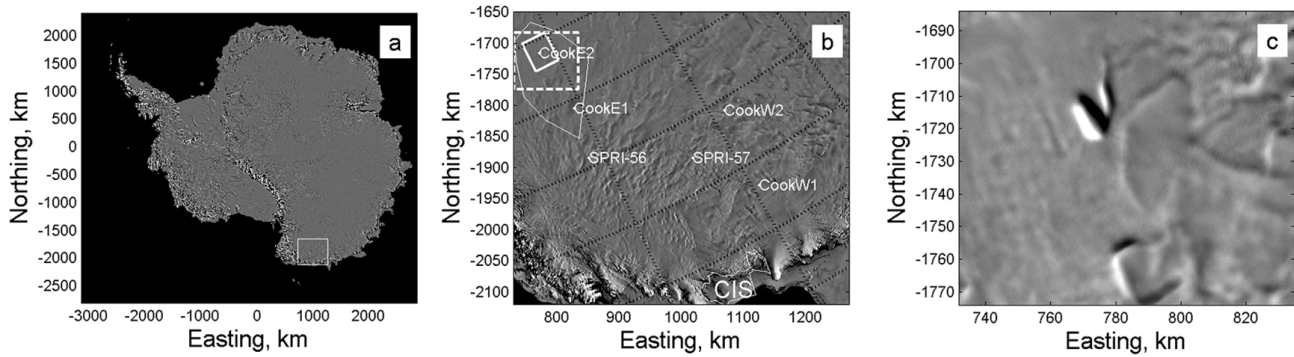 a
2000
1500
1000
500
0
-500
-1000
-1500
-2000
-2500
Northing, km
-3000 -2000 -1000 0 1000 2000
Easting, km
b
-1650
-1700
-1750
-1800
-1850
-1900
-1950
-2000
-2050
-2100
Northing, km
CookE2
CookE1
CookW2
SPRI-56
SPRI-57
CookW1
CIS
800 900 1000 1100 1200
Easting, km
c
-1690
-1700
-1710
-1720
-1730
-1740
-1750
-1760
-1770
Northing, km
740 760 780 800 820
Easting, km